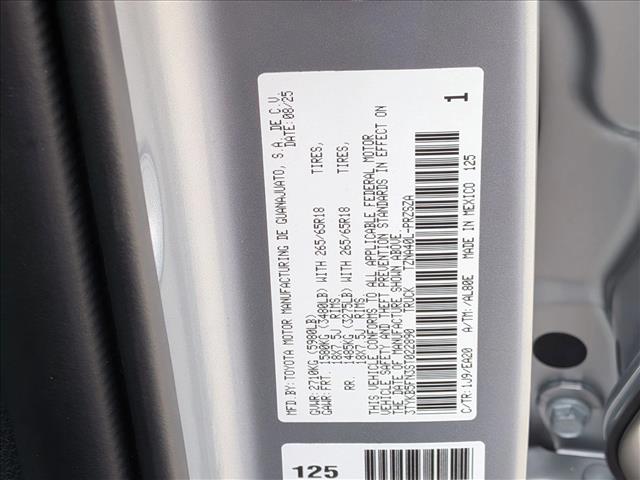 MFD.BY: TOYOTA MOTOR MANUFACTURING DE GUANAJUATO, S.A. DE C.V.
DATE: 08/25
GVWR: 2710KG (5980LB)
GAWR: FRT. 1580KG (3480LB) WITH 265/65R18 TIRES,
18X7.5J RIMS
RR. 1485KG (3275LB) WITH 265/65R18 TIRES,
18X7.5J RIMS.
THIS VEHICLE CONFORMS TO ALL APPLICABLE FEDERAL MOTOR
VEHICLE SAFETY AND THEFT PREVENTION STANDARDS IN EFFECT ON
THE DATE OF MANUFACTURE SHOWN ABOVE.
3TYKB5FN3ST022890 TRUCK TZNA40L-PRZSZA
1
C/TR:1J9/EA20 A/TM:/AL80E MADE IN MEXICO 125
125